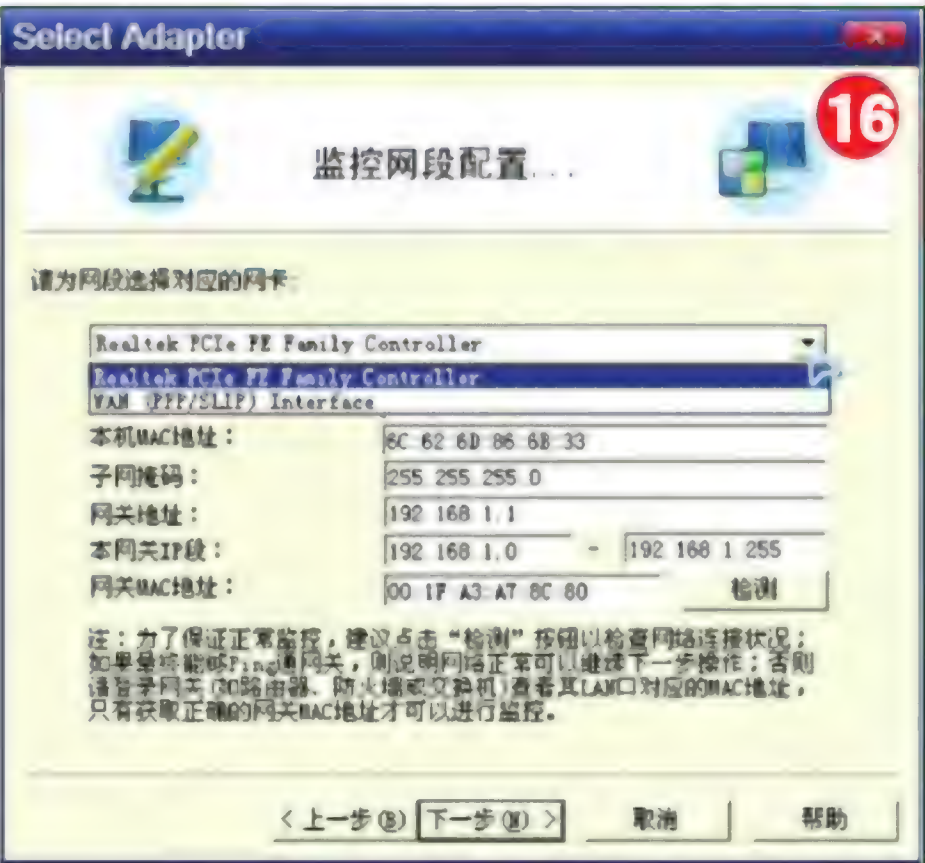 Select Adapter
16
监控网段配置...
请为网段选择对应的网卡:
Realtek PCIe FE Family Controller
Realtek PCIe FE Family Controller
WAN (PPP/SLIP) Interface
本机MAC地址：
6C 62 6D 86 6B 33
子网掩码：
255 255 255 0
网关地址：
192 168 1.1
本网关IP段：
192 168 1.0 - 192 168 1 255
网关MAC地址：
00 1F A3 A7 8C 80 检测
注：为了保证正常监控，建议点击“检测”按钮以检查网络连接状况；
如果最终能够Ping通网关，则说明网络正常可以继续下一步操作；否则
请登录网关(如路由器、防火墙或交换机)查看其LAN口对应的MAC地址，
只有获取正确的网关MAC地址才可以进行监控。
< 上一步(B) 下一步(N) > 取消 帮助